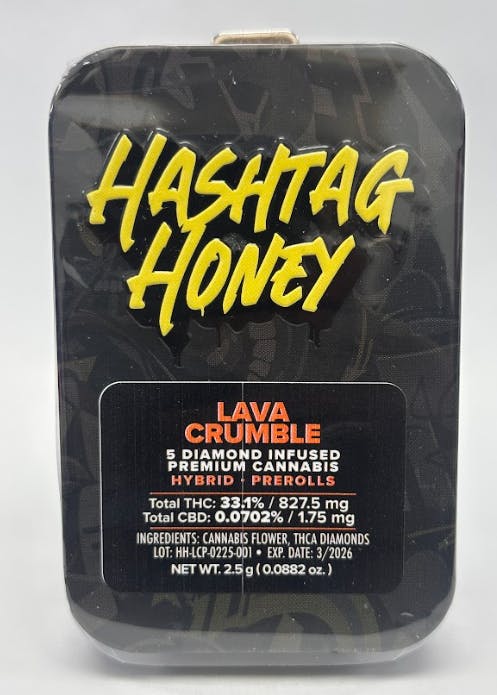 HASHTAG
HONEY
LAVA
CRUMBLE
5 DIAMOND INFUSED
PREMIUM CANNABIS
HYBRID · PREROLLS
Total THC: 33.1% / 827.5 mg
Total CBD: 0.0702% / 1.75 mg
INGREDIENTS: CANNABIS FLOWER, THCA DIAMONDS
LOT: HH-LCP-0225-001 • EXP. DATE: 3/2026
NET WT. 2.5 g ( 0.0882 oz. )